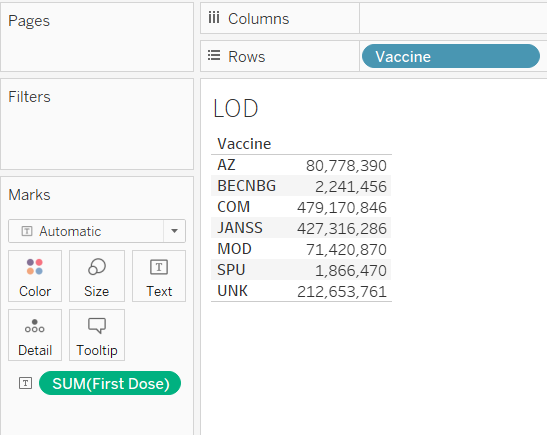 Pages
Columns
Rows
Vaccine
Filters
LOD
Vaccine
AZ 80,778,390
BECNBG 2,241,456
COM 479,170,846
JANSS 427,316,286
MOD 71,420,870
SPU 1,866,470
UNK 212,653,761
Marks
T Automatic
Color Size Text
Detail Tooltip
T SUM(First Dose)